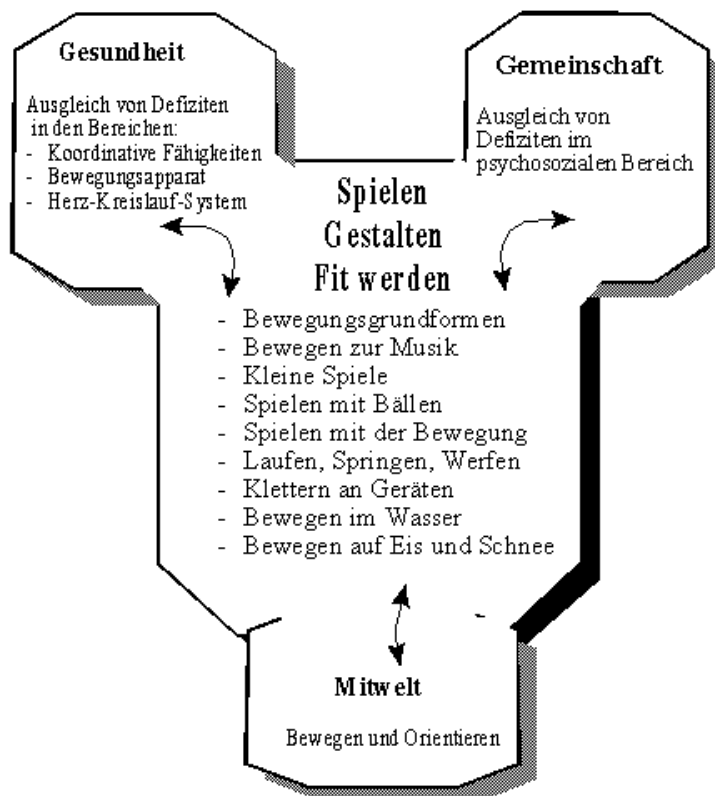 Gesundheit
Ausgleich von Defiziten
in den Bereichen:
- Koordinative Fähigkeiten
- Bewegungsapparat
- Herz-Kreislauf-System
Gemeinschaft
Ausgleich von
Defiziten im
psychosozialen Bereich
Spielen
Gestalten
Fit werden
- Bewegungsgrundformen
- Bewegen zur Musik
- Kleine Spiele
- Spielen mit Bällen
- Spielen mit der Bewegung
- Laufen, Springen, Werfen
- Klettern an Geräten
- Bewegen im Wasser
- Bewegen auf Eis und Schnee
Mitwelt
Bewegen und Orientieren